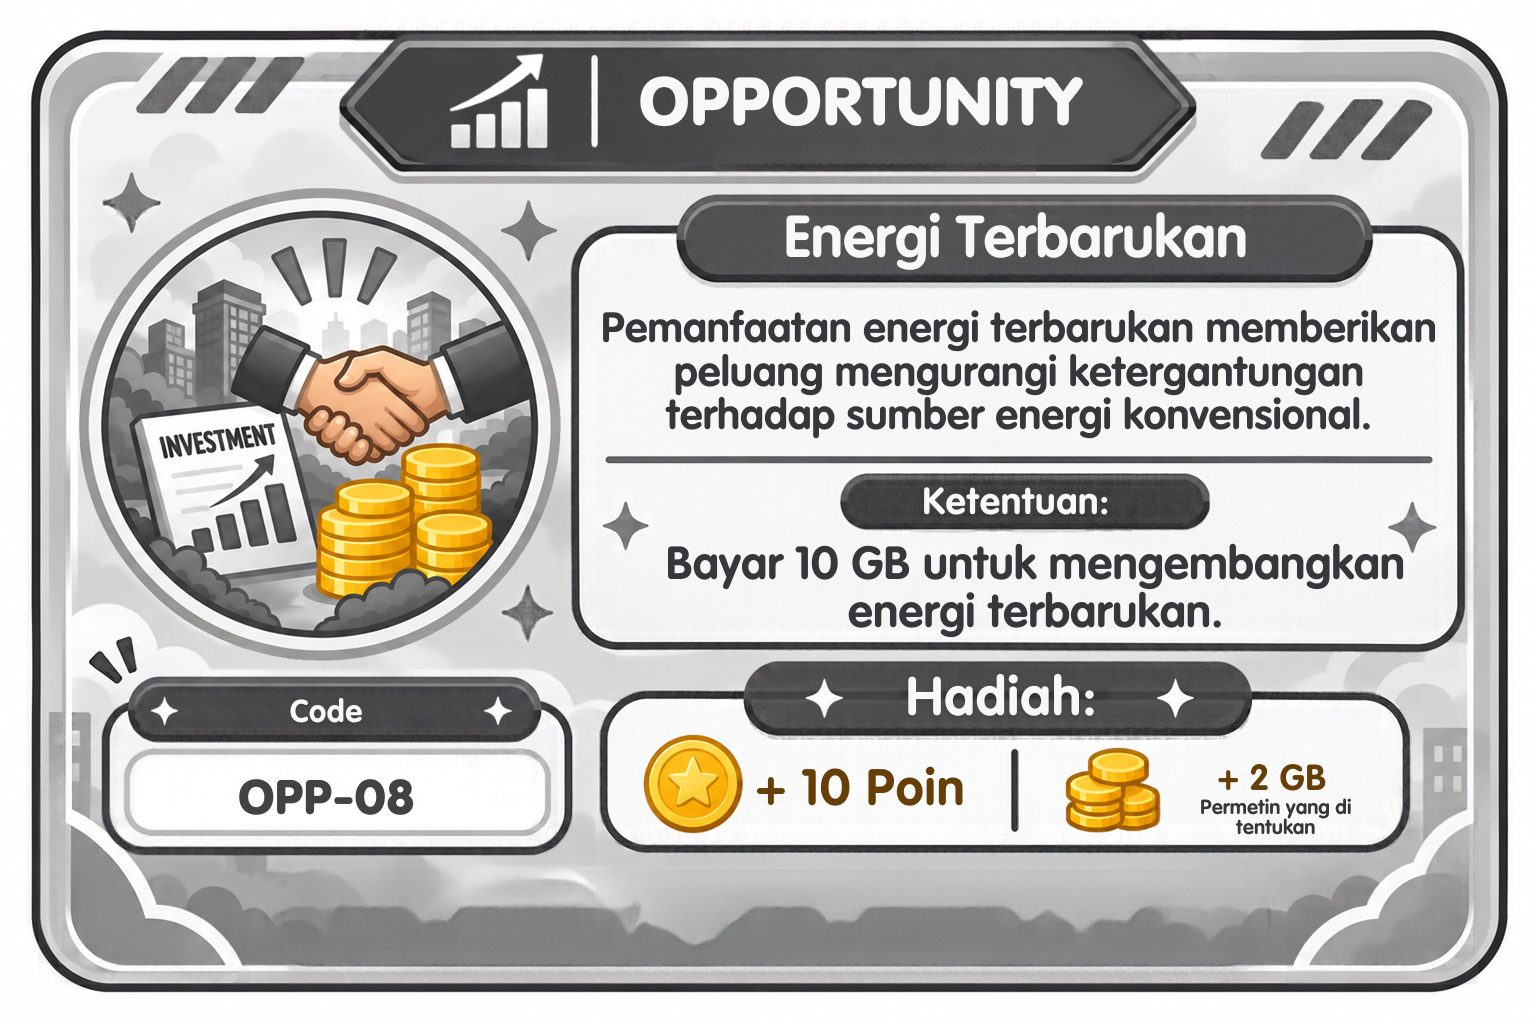 OPPORTUNITY
Energi Terbarukan
Pemanfaatan energi terbarukan memberikan
peluang mengurangi ketergantungan
terhadap sumber energi konvensional.
INVESTMENT
Ketentuan:
Bayar 10 GB untuk mengembangkan
energi terbarukan.
Code
OPP-08
Hadiah:
+ 10 Poin
+ 2 GB
Permetin yang di
tentukan